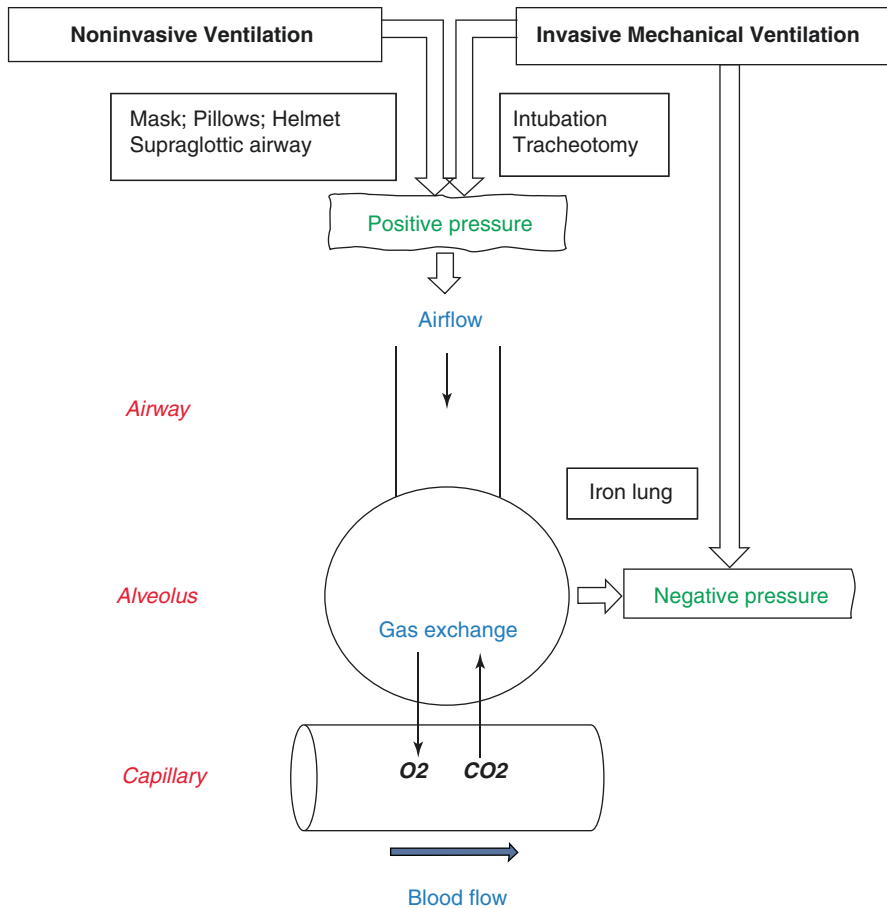 Noninvasive Ventilation
Invasive Mechanical Ventilation
Mask; Pillows; Helmet
Supraglottic airway
Intubation
Tracheotomy
Positive pressure
Airflow
Airway
Iron lung
Alveolus
Negative pressure
Gas exchange
Capillary
O2
CO2
Blood flow